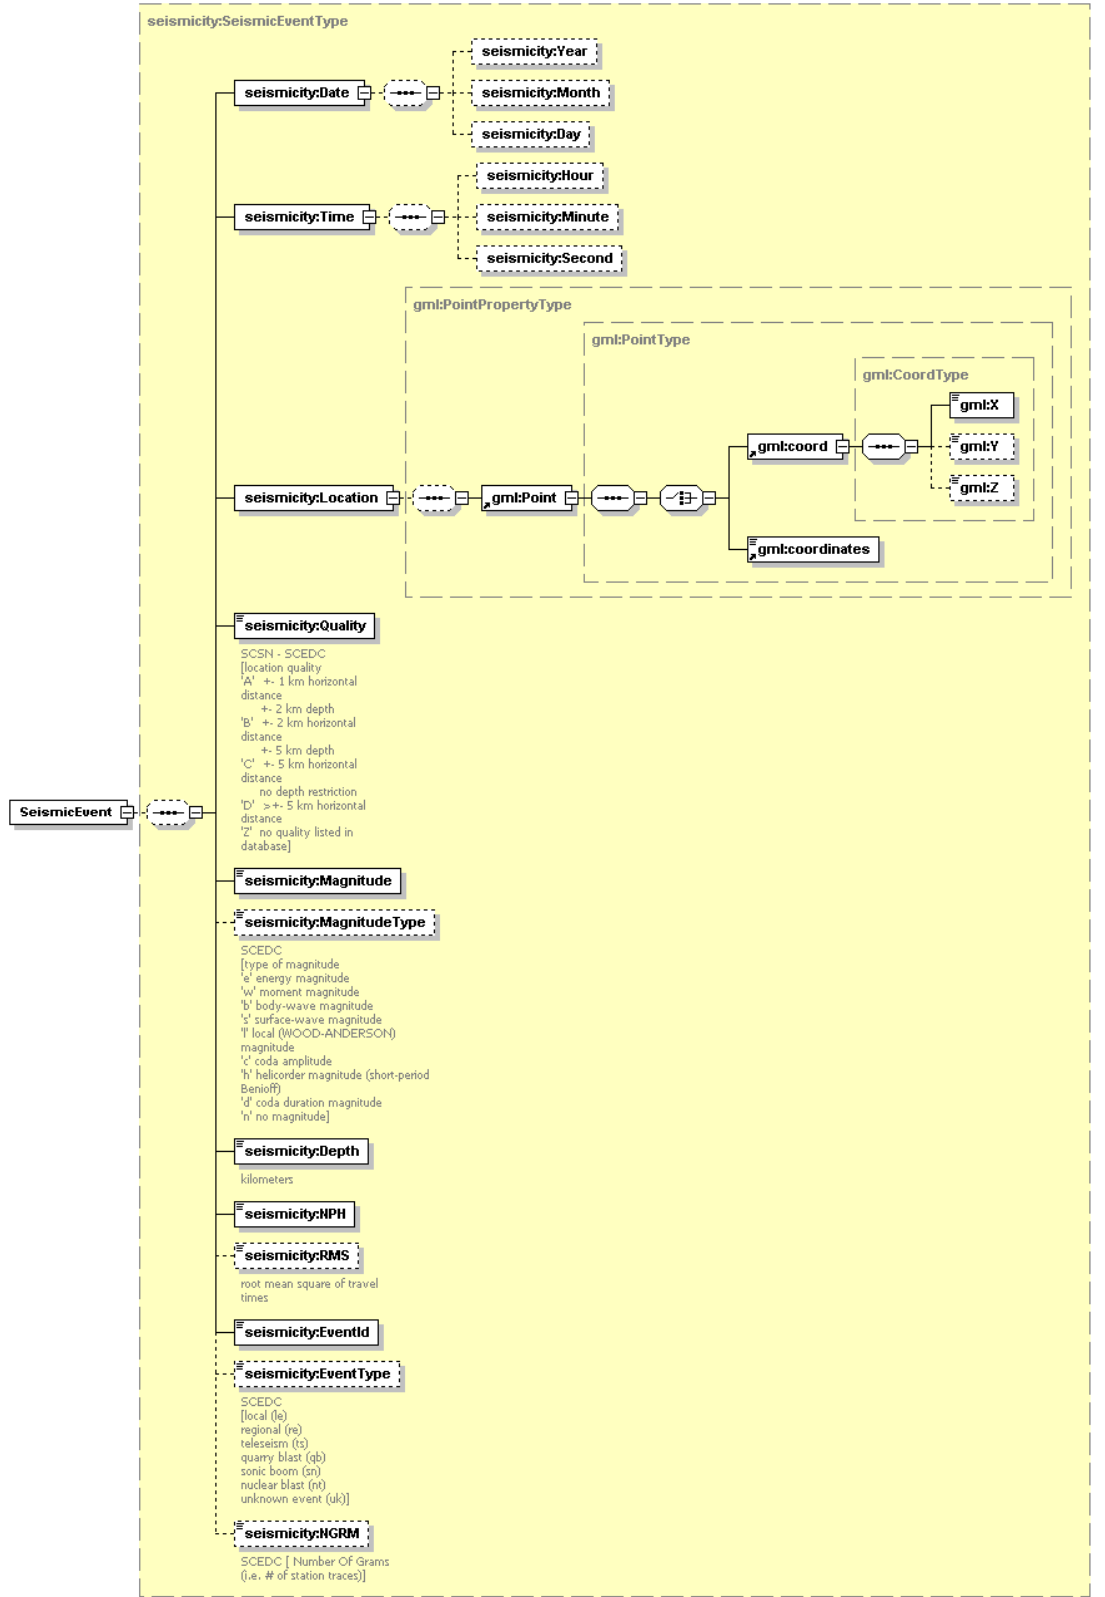 seismicity:SeismicEventType
seismicity:Year
seismicity:Date
seismicity:Month
seismicity:Day
seismicity:Hour
seismicity:Time
seismicity:Minute
seismicity:Second
gml:PointPropertyType
gml:PointType
gml:CoordType
gml:X
gml:coord
gml:Y
gml:Z
seismicity:Location
gml:Point
gml:coordinates
seismicity:Quality
SCSN - SCEDC
[location quality
'A' +- 1 km horizontal
distance
+- 2 km depth
'B' +- 2 km horizontal
distance
+- 5 km depth
'C' +- 5 km horizontal
distance
no depth restriction
'D' >+- 5 km horizontal
distance
'Z' no quality listed in
database]
SeismicEvent
seismicity:Magnitude
seismicity:MagnitudeType
SCEDC
[type of magnitude
'e' energy magnitude
'w' moment magnitude
'b' body-wave magnitude
's' surface-wave magnitude
'l' local (WOOD-ANDERSON)
magnitude
'c' coda amplitude
'h' helicorder magnitude (short-period
Benioff)
'd' coda duration magnitude
'n' no magnitude]
seismicity:Depth
kilometers
seismicity:NPH
seismicity:RMS
root mean square of travel
times
seismicity:EventId
seismicity:EventType
SCEDC
[local (le)
regional (re)
teleseism (ts)
quarry blast (qb)
sonic boom (sn)
nuclear blast (nt)
unknown event (uk)]
seismicity:NGRM
SCEDC [ Number Of Grams
(i.e. # of station traces)]